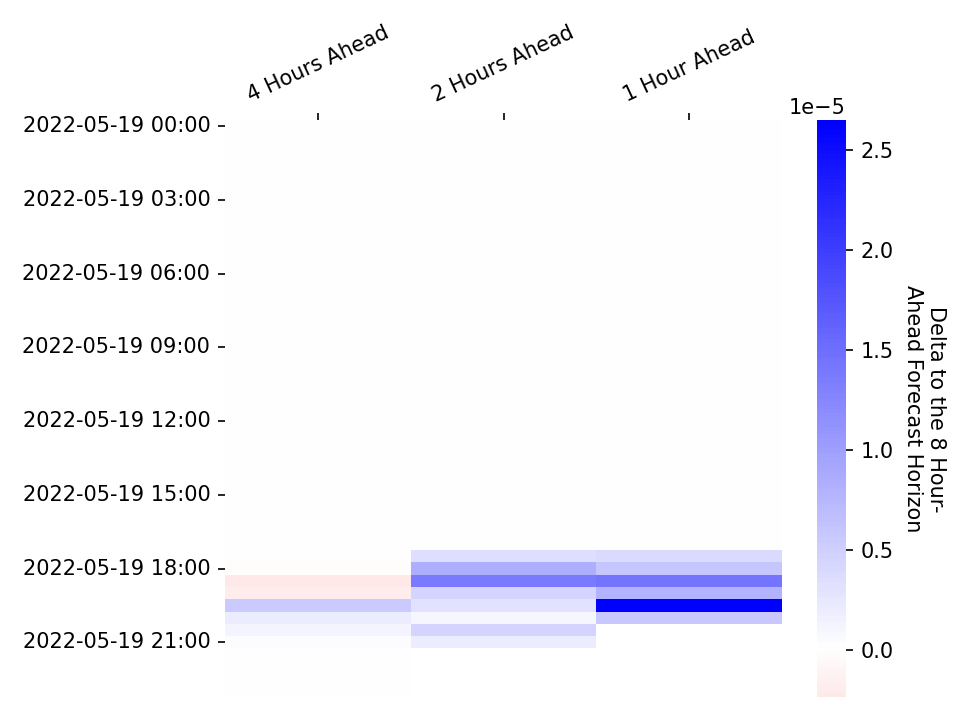 4 Hours Ahead
2 Hours Ahead
1 Hour Ahead
2022-05-19 00:00
2022-05-19 03:00
2022-05-19 06:00
2022-05-19 09:00
2022-05-19 12:00
2022-05-19 15:00
2022-05-19 18:00
2022-05-19 21:00
1e−5
2.5
2.0
1.5
1.0
0.5
0.0
Delta to the 8 Hour-
Ahead Forecast Horizon